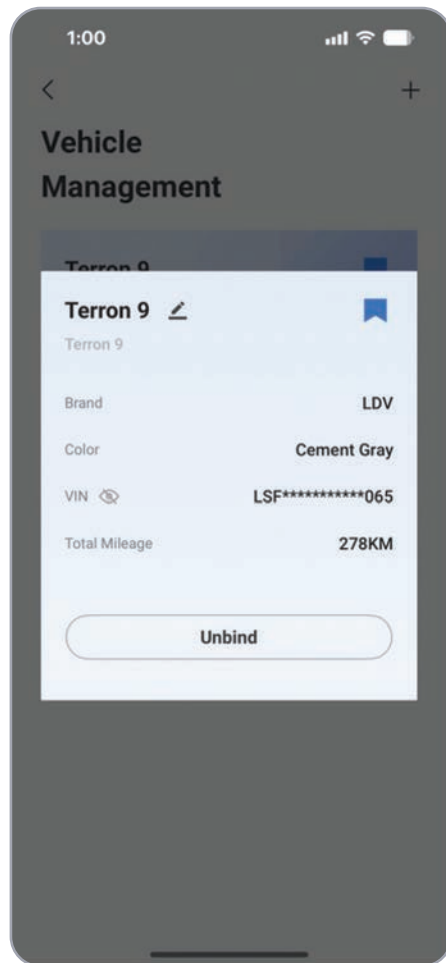 1:00
Vehicle
Management
Terron 9
Terron 9
Terron 9
Brand LDV
Color Cement Gray
VIN LSF***********065
Total Mileage 278KM
Unbind